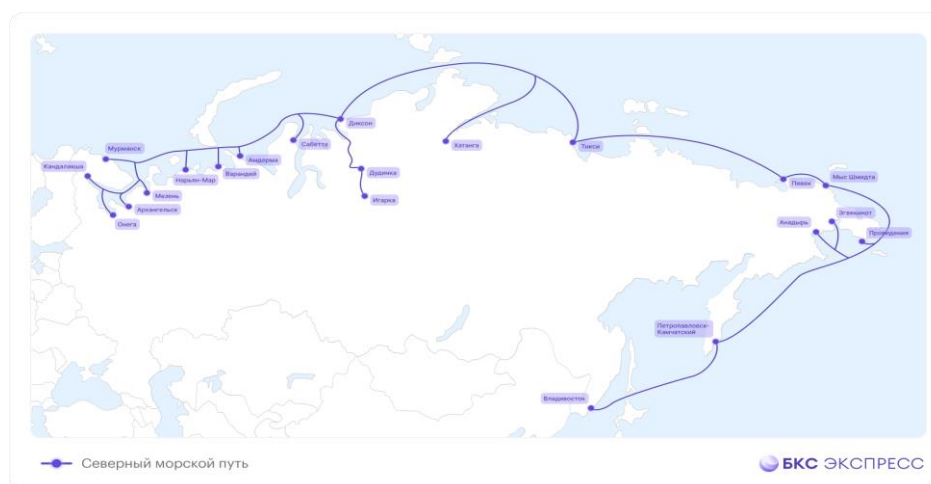 Мурманск
Кандалакша
Мезень
Архангельск
Онега
Нарьян-Мар
Варандей
Амдерма
Сабетта
Диксон
Дудинка
Игарка
Хатанга
Тикси
Певек
Мыс Шмидта
Эгвекинот
Анадырь
Провидения
Петропавловск-
Камчатский
Владивосток
Северный морской путь
БКС ЭКСПРЕСС